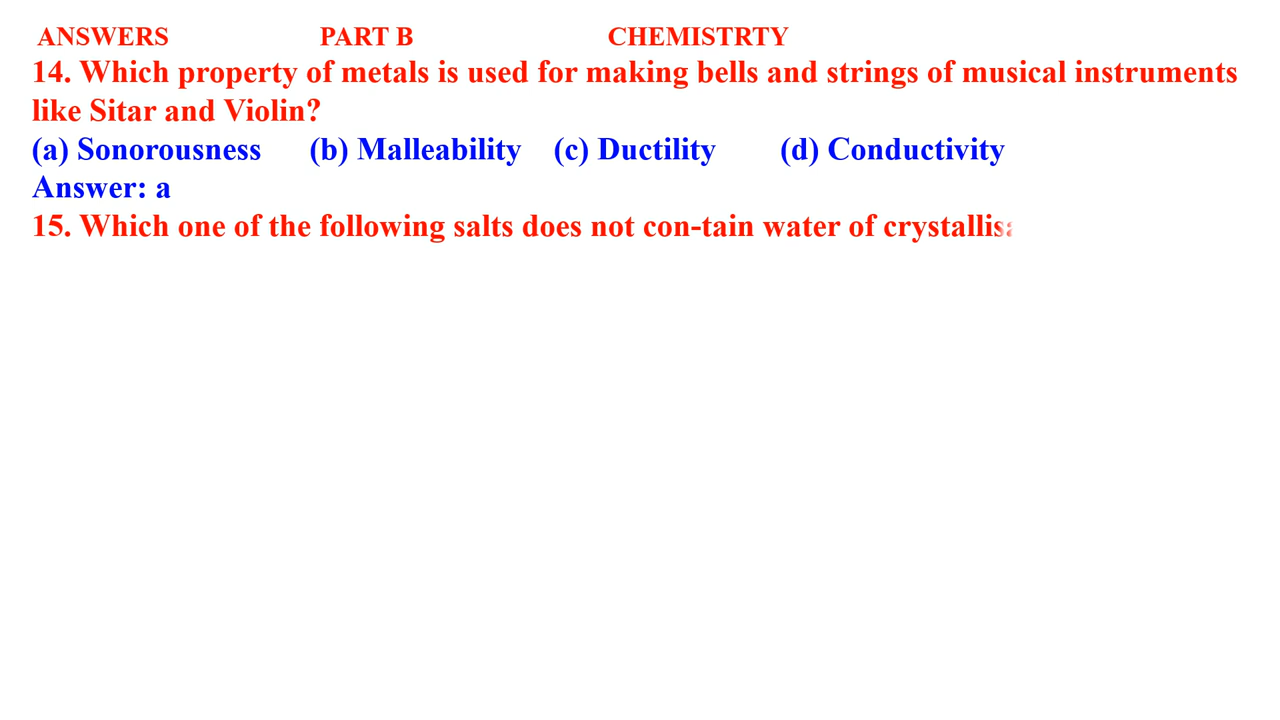 ANSWERS PART B CHEMISTRTY
14. Which property of metals is used for making bells and strings of musical instruments
like Sitar and Violin?
(a) Sonorousness (b) Malleability (c) Ductility (d) Conductivity
Answer: a
15. Which one of the following salts does not con-tain water of